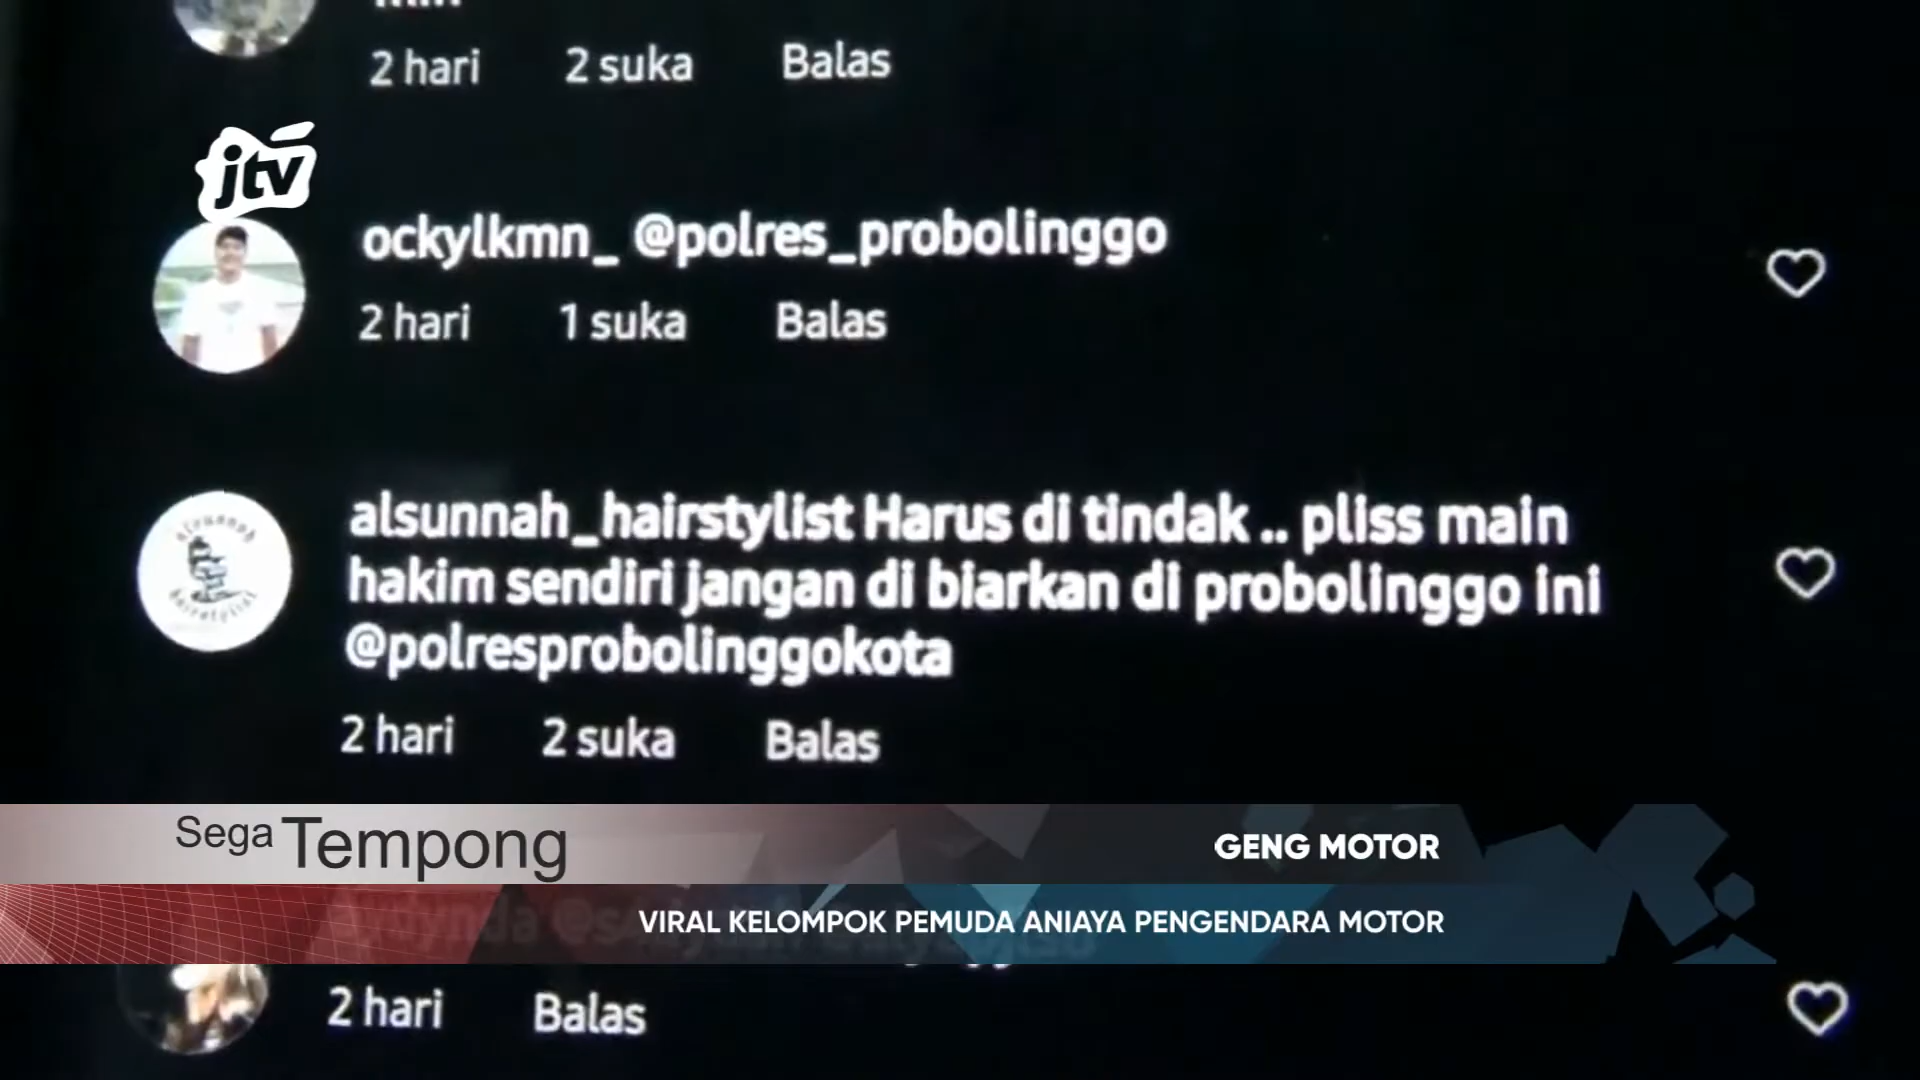 2 hari 2 suka Balas
jtv
ockylkmn_ @polres_probolinggo
2 hari 1 suka Balas
alsunnah_hairstylist Harus di tindak .. pliss main
hakim sendiri jangan di biarkan di probolinggo ini
@polresprobolinggokota
2 hari 2 suka Balas
Sega Tempong
GENG MOTOR
VIRAL KELOMPOK PEMUDA ANIAYA PENGENDARA MOTOR
2 hari Balas